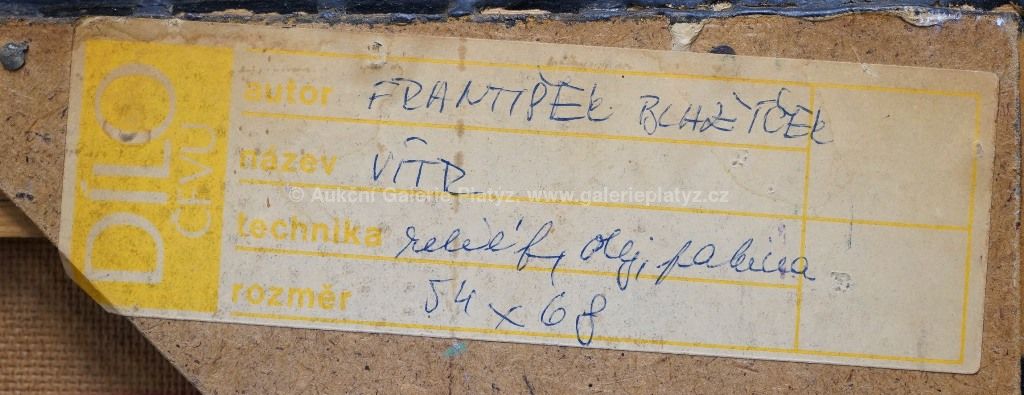 DÍLO
ČFVU
autor FRANTIŠEK BLAŽÍČEK
název VÍTR
© Aukční Galerie Platýz, www.galerieplatyz.cz
technika reliéf, olej, patina
rozměr 54 x 68